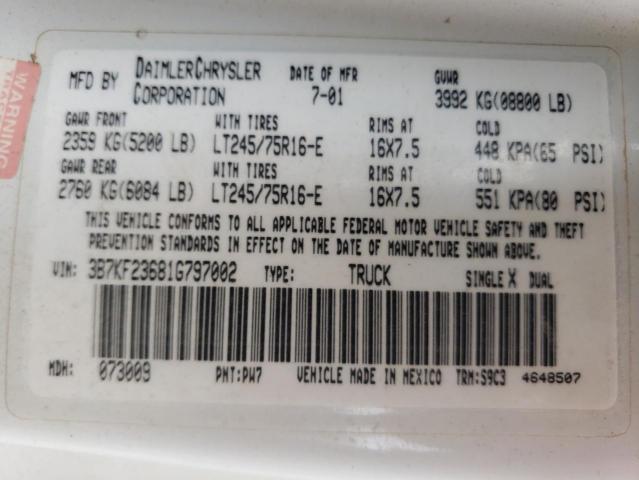 MFD BY DAIMLERCHRYSLER CORPORATION DATE OF MFR 7-01 GVWR 3992 KG(08800 LB)
GAWR FRONT WITH TIRES RIMS AT COLD
2359 KG(5200 LB) LT245/75R16-E 16X7.5 448 KPA(65 PSI)
GAWR REAR WITH TIRES RIMS AT COLD
2760 KG(6084 LB) LT245/75R16-E 16X7.5 551 KPA(80 PSI)
THIS VEHICLE CONFORMS TO ALL APPLICABLE FEDERAL MOTOR VEHICLE SAFETY AND THEFT
PREVENTION STANDARDS IN EFFECT ON THE DATE OF MANUFACTURE SHOWN ABOVE.
VIN: 3B7KF23681G797002 TYPE: TRUCK SINGLE X DUAL
MDH: 073009 PNT:PW7 VEHICLE MADE IN MEXICO TRM:S9C3 4648507
WARNING